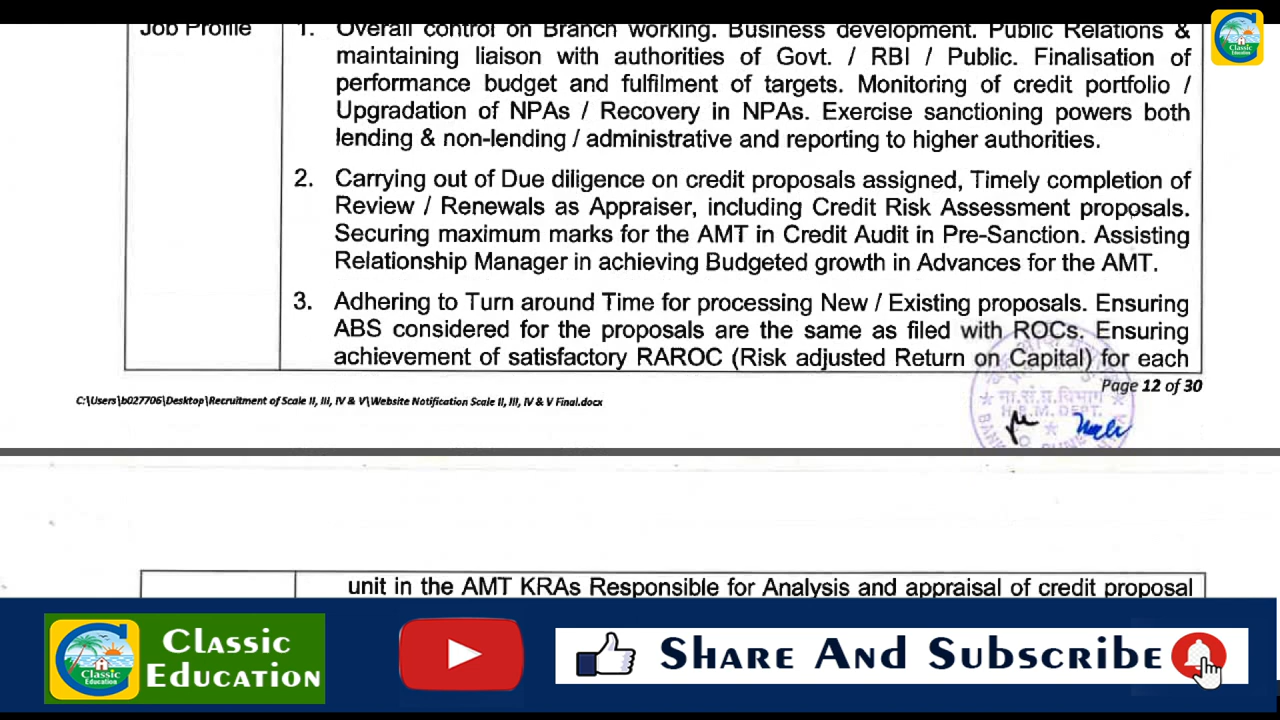 Job Profile
1. Overall control on Branch working. Business development. Public Relations &
maintaining liaison with authorities of Govt. / RBI / Public. Finalisation of
performance budget and fulfilment of targets. Monitoring of credit portfolio /
Upgradation of NPAs / Recovery in NPAs. Exercise sanctioning powers both
lending & non-lending / administrative and reporting to higher authorities.
2. Carrying out of Due diligence on credit proposals assigned, Timely completion of
Review / Renewals as Appraiser, including Credit Risk Assessment proposals.
Securing maximum marks for the AMT in Credit Audit in Pre-Sanction. Assisting
Relationship Manager in achieving Budgeted growth in Advances for the AMT.
3. Adhering to Turn around Time for processing New / Existing proposals. Ensuring
ABS considered for the proposals are the same as filed with ROCs. Ensuring
achievement of satisfactory RAROC (Risk adjusted Return on Capital) for each
Page 12 of 30
C:\Users\b027706\Desktop\Recruitment of Scale II, III, IV & V\Website Notification Scale II, III, IV & V Final.docx
मा.सं.प्र.विभाग
H.R.M. DEPT.
unit in the AMT KRAs Responsible for Analysis and appraisal of credit proposal
Classic
Education
Classic
Education
Classic
Education
Share And Subscribe